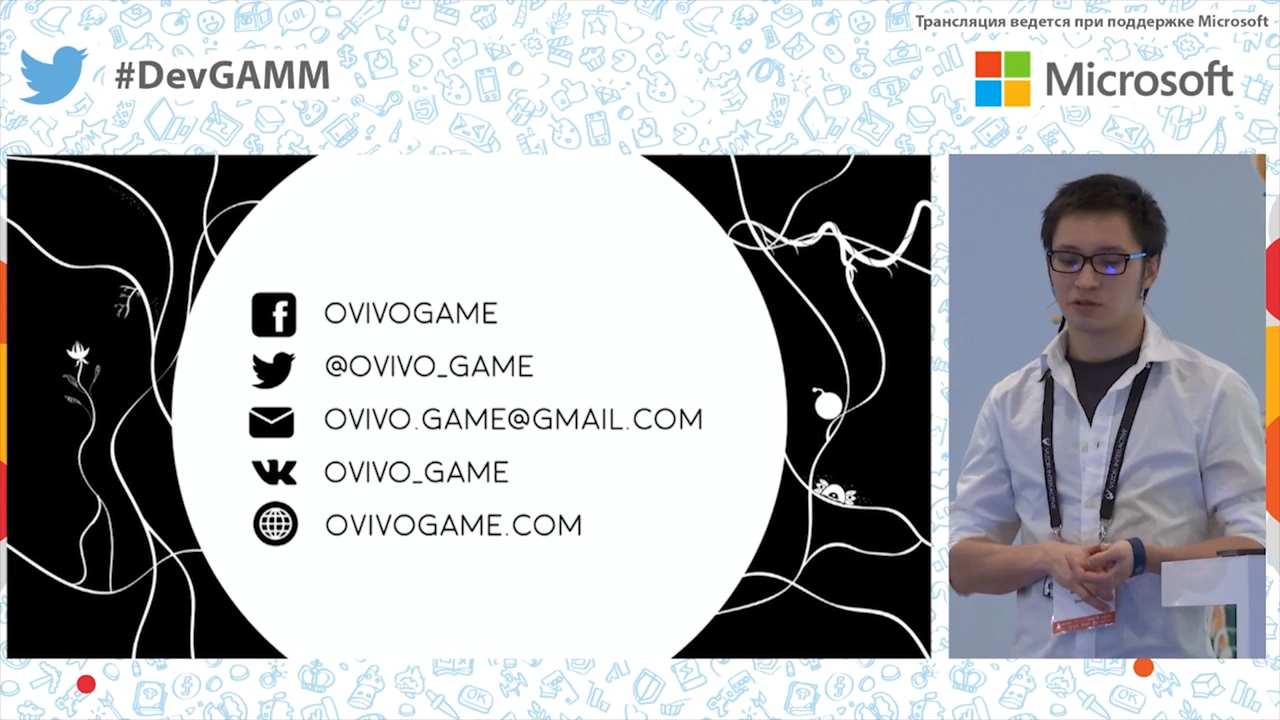 Трансляция ведется при поддержке Microsoft
#DevGAMM
Microsoft
OVIVOGAME
@OVIVO_GAME
OVIVO.GAME@GMAIL.COM
OVIVO_GAME
OVIVOGAME.COM